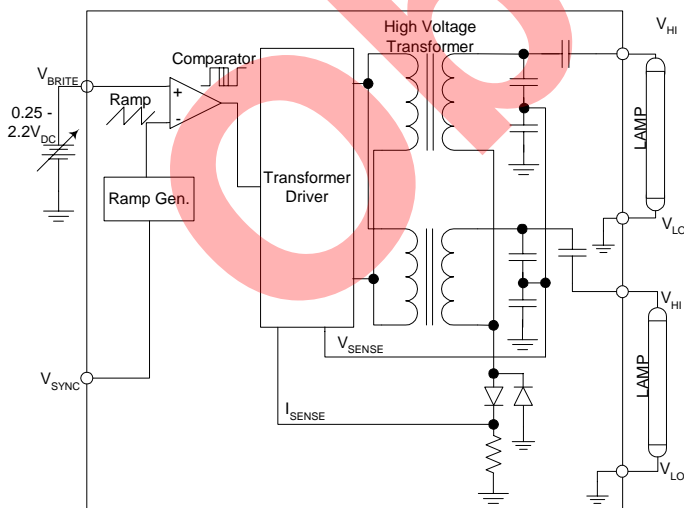 High Voltage
Transformer
V_HI
Comparator
V_BRITE
Ramp
+
-
0.25 -
2.2V_DC
LAMP
Ramp Gen.
Transformer
Driver
V_LO
V_HI
V_SENSE
LAMP
V_SYNC
I_SENSE
V_LO